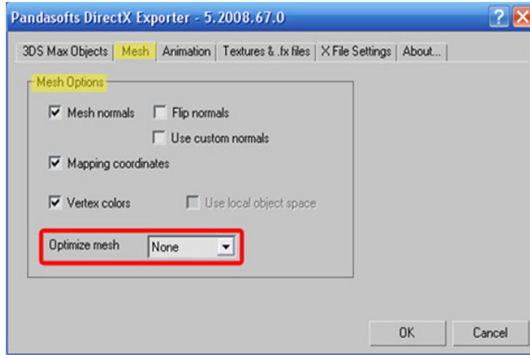 Pandasofts DirectX Exporter - 5.2008.67.0
3DS Max Objects Mesh Animation Textures & .fx files X File Settings About...
Mesh Options
Mesh normals Flip normals
Use custom normals
Mapping coordinates
Vertex colors Use local object space
Optimize mesh None
OK Cancel